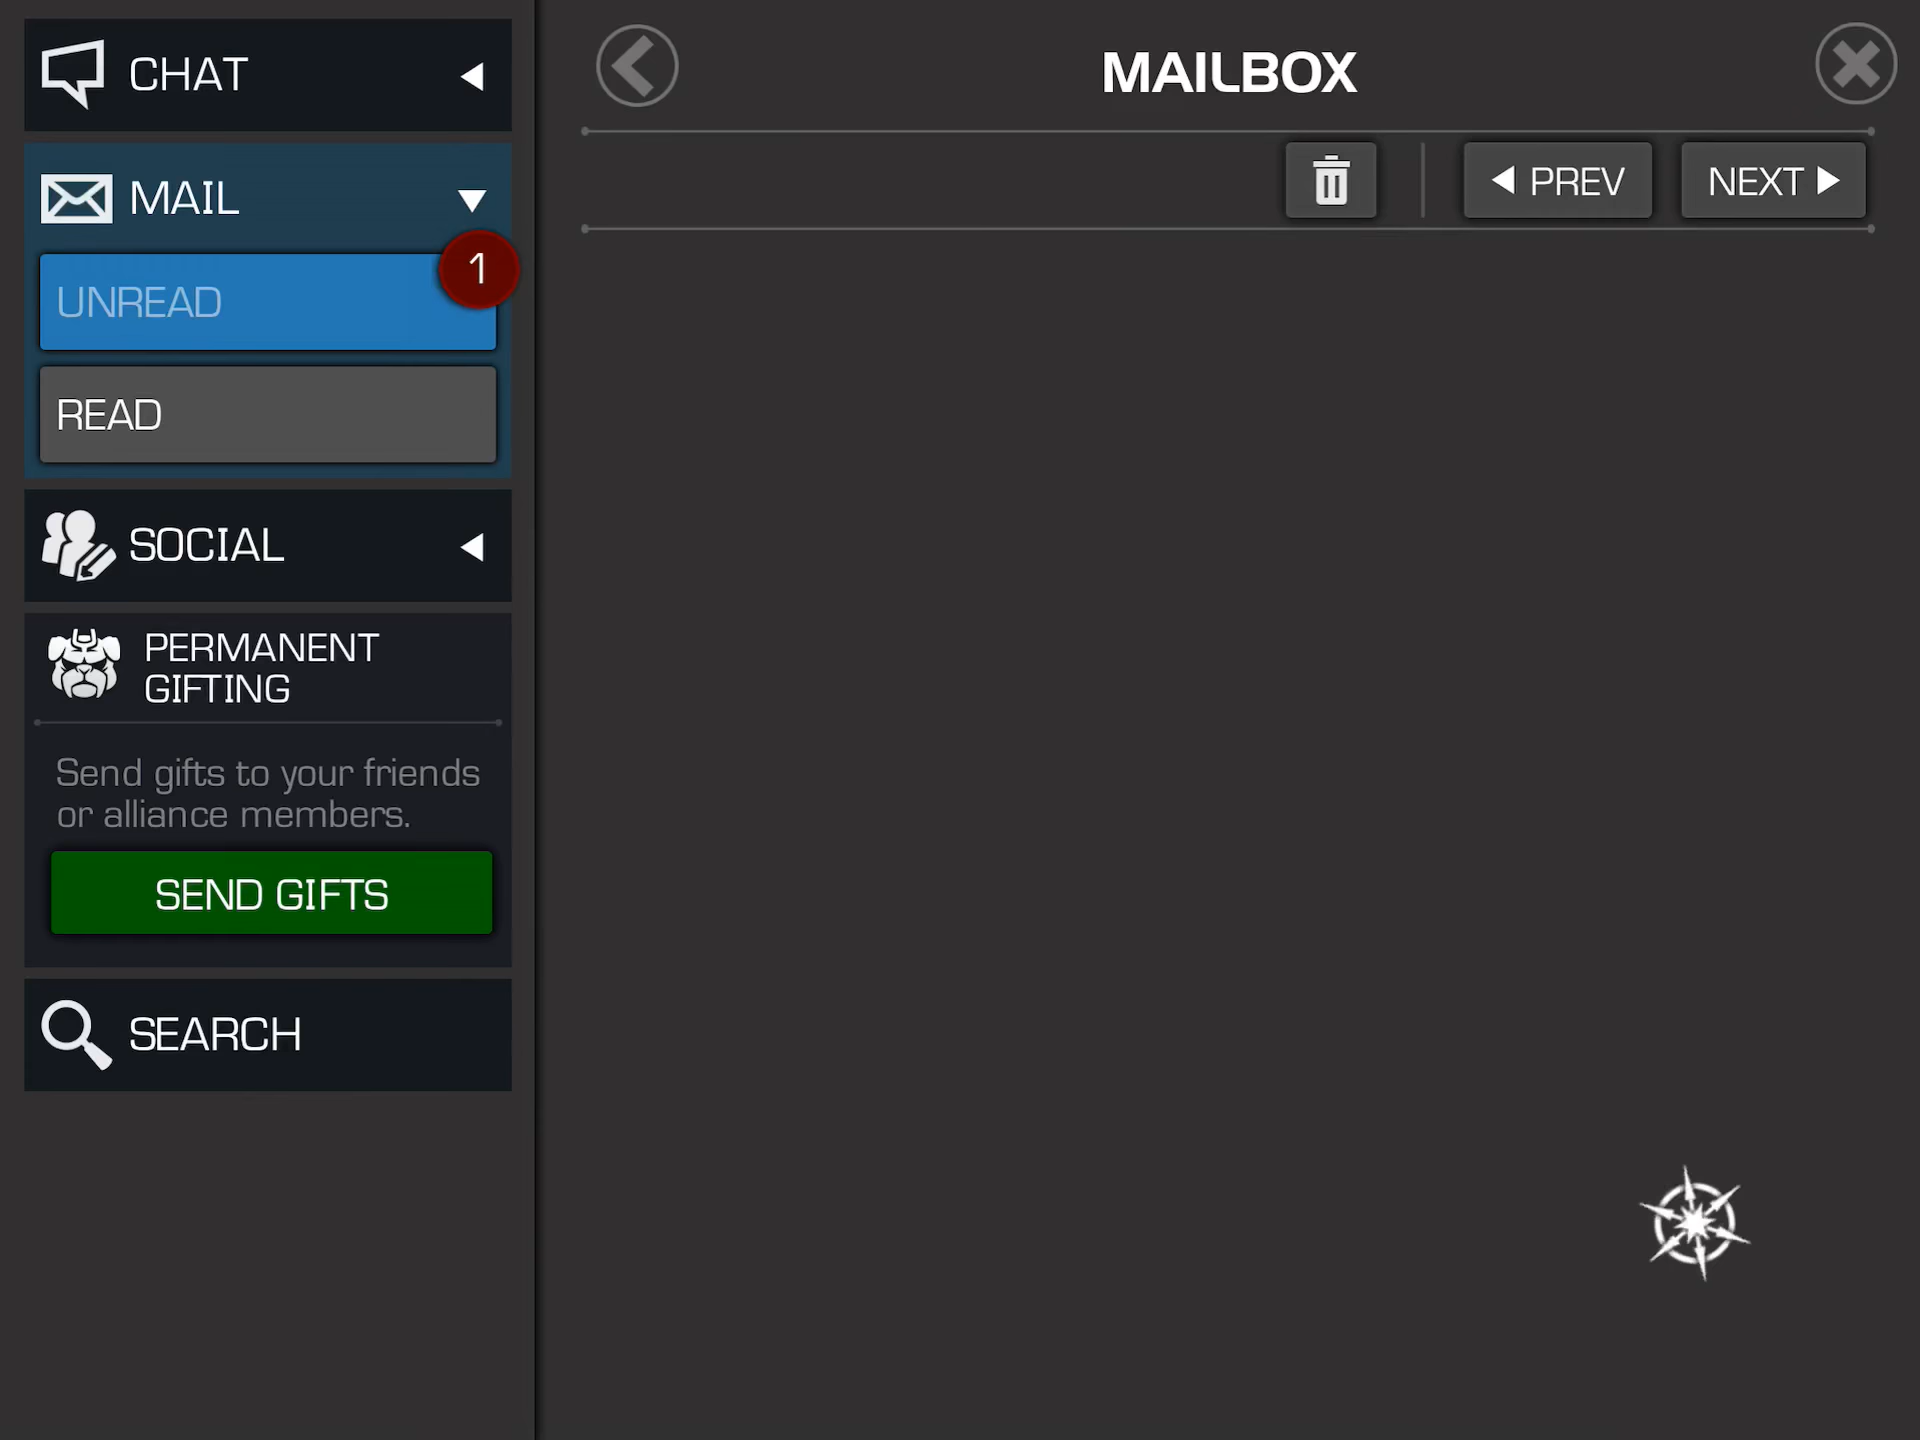 CHAT
MAIL
1
UNREAD
READ
SOCIAL
PERMANENT
GIFTING
Send gifts to your friends
or alliance members.
SEND GIFTS
SEARCH
MAILBOX
PREV
NEXT